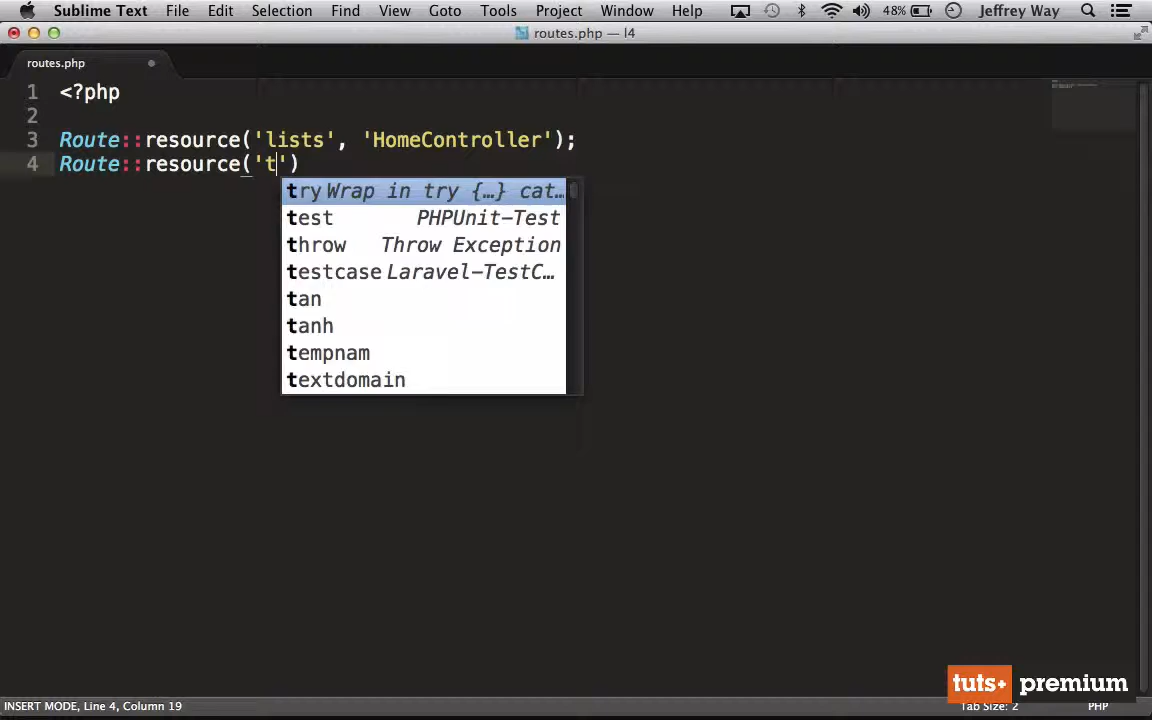 Sublime Text File Edit Selection Find View Goto Tools Project Window Help 48% Jeffrey Way
routes.php — l4
routes.php
1 <?php
2
3 Route::resource('lists', 'HomeController');
4 Route::resource('t')
try Wrap in try {…} cat…
test PHPUnit-Test
throw Throw Exception
testcase Laravel-TestC…
tan
tanh
tempnam
textdomain
tuts+ premium
INSERT MODE, Line 4, Column 19 Tab Size: 2 PHP